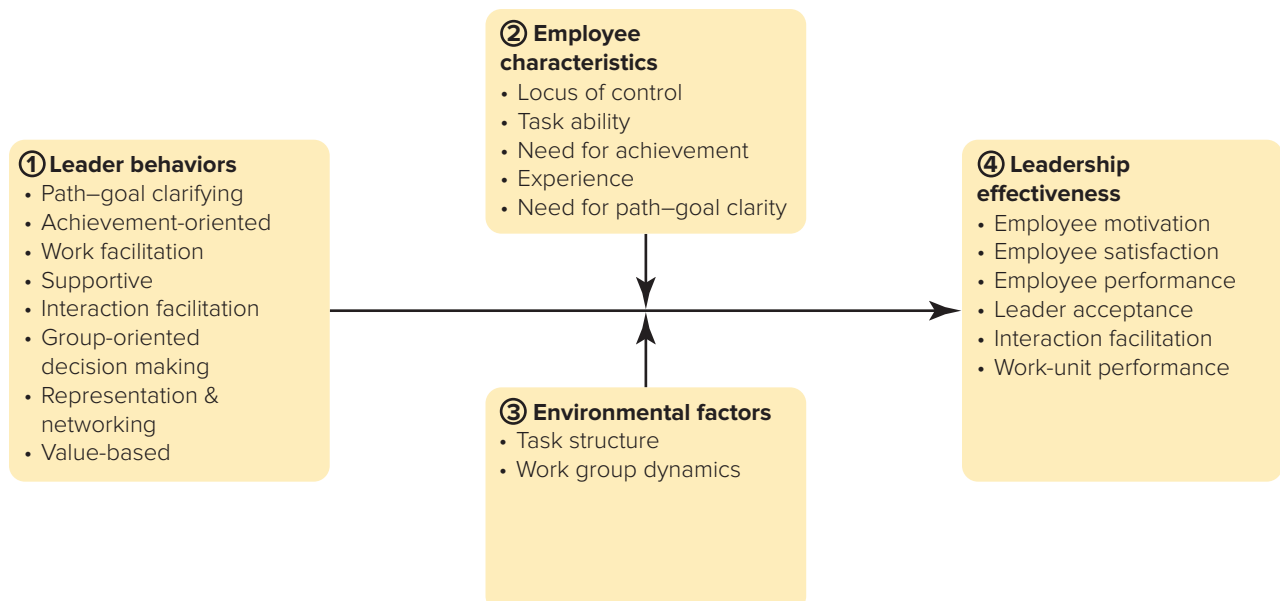 ① Leader behaviors
• Path–goal clarifying
• Achievement-oriented
• Work facilitation
• Supportive
• Interaction facilitation
• Group-oriented
decision making
• Representation &
networking
• Value-based
② Employee
characteristics
• Locus of control
• Task ability
• Need for achievement
• Experience
• Need for path–goal clarity
③ Environmental factors
• Task structure
• Work group dynamics
④ Leadership
effectiveness
• Employee motivation
• Employee satisfaction
• Employee performance
• Leader acceptance
• Interaction facilitation
• Work-unit performance